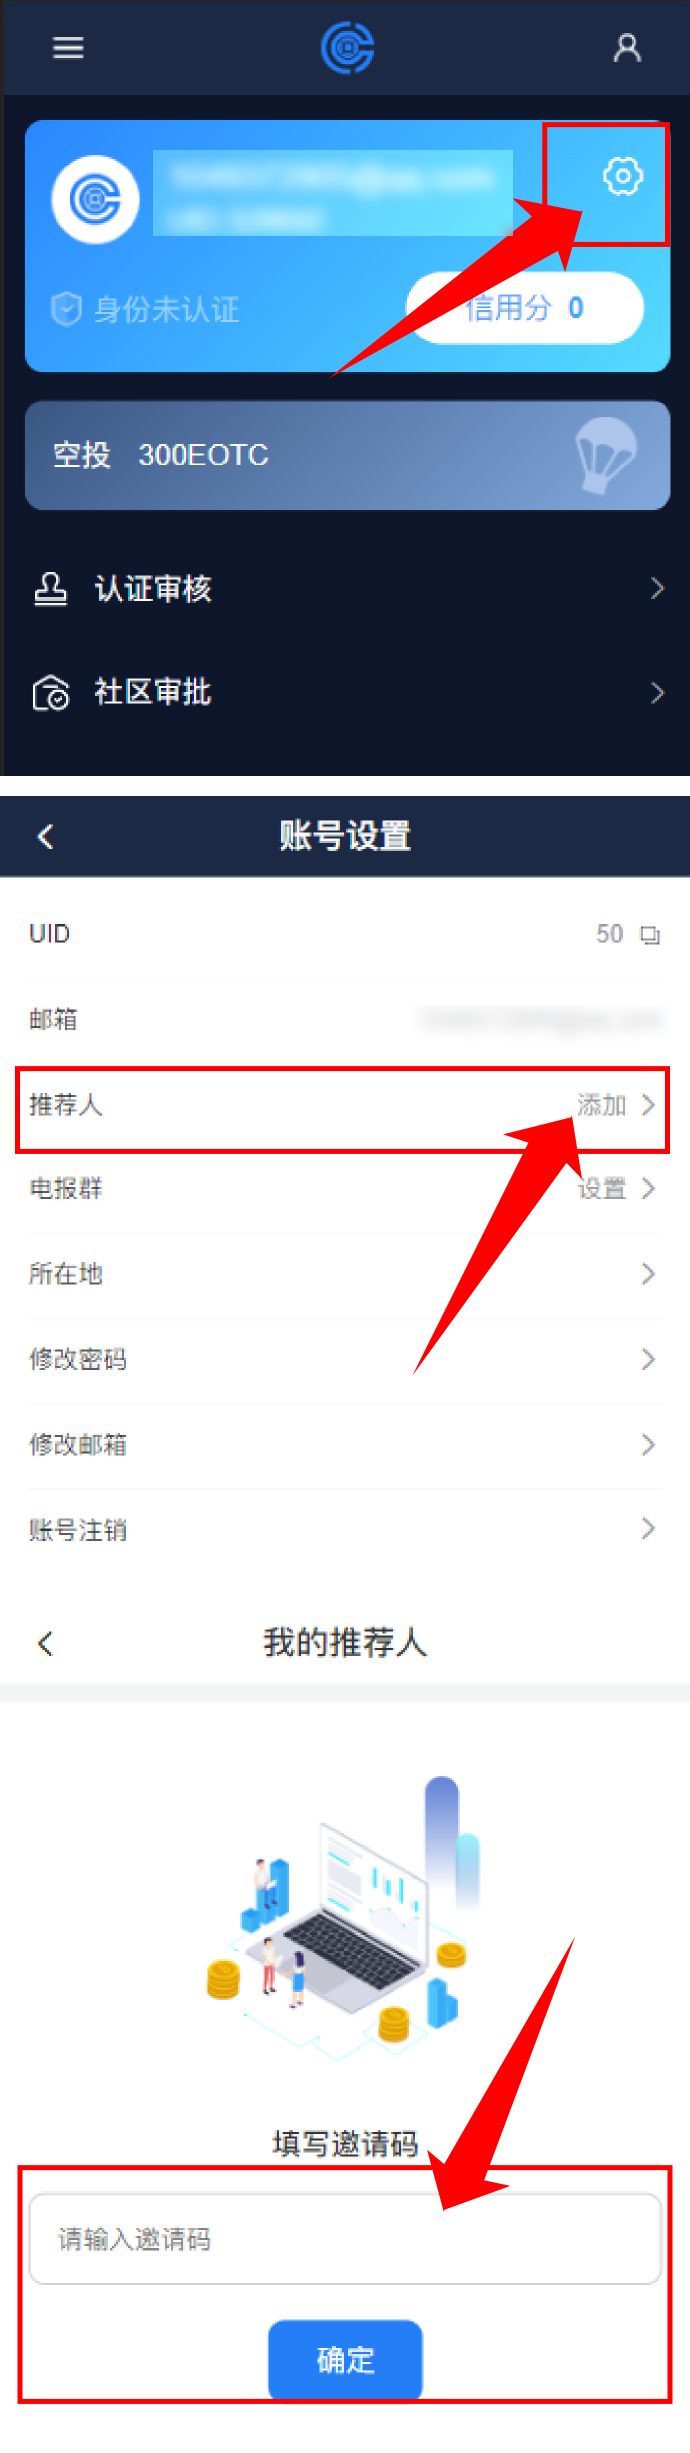 身份未认证
信用分 0
空投 300EOTC
认证审核
社区审批
账号设置
UID 50
邮箱
推荐人 添加
电报群 设置
所在地
修改密码
修改邮箱
账号注销
我的推荐人
填写邀请码
请输入邀请码
确定